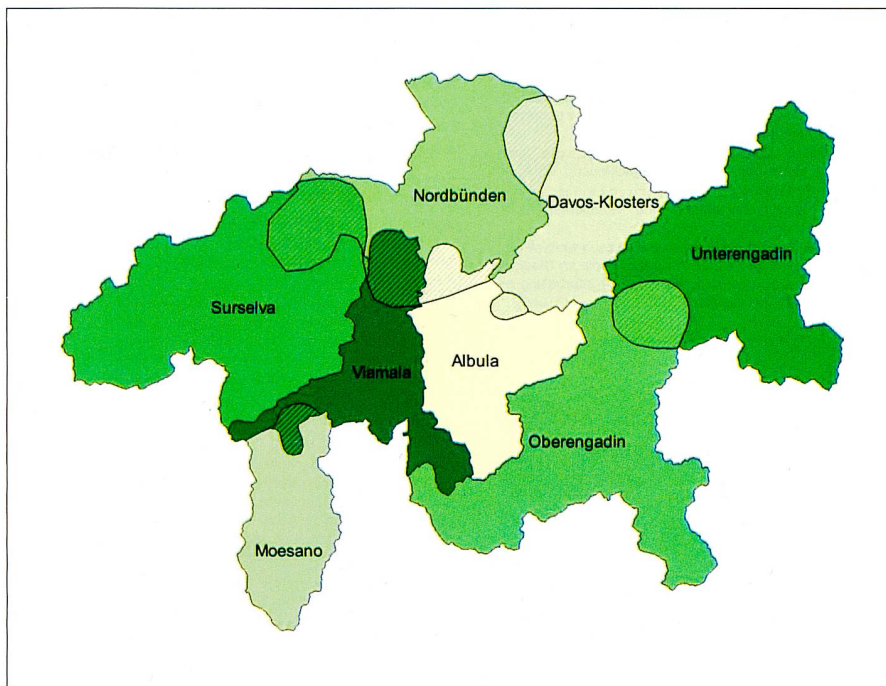 Nordbünden
Davos-Klosters
Unterengadin
Surselva
Viamala
Albula
Oberengadin
Moesano